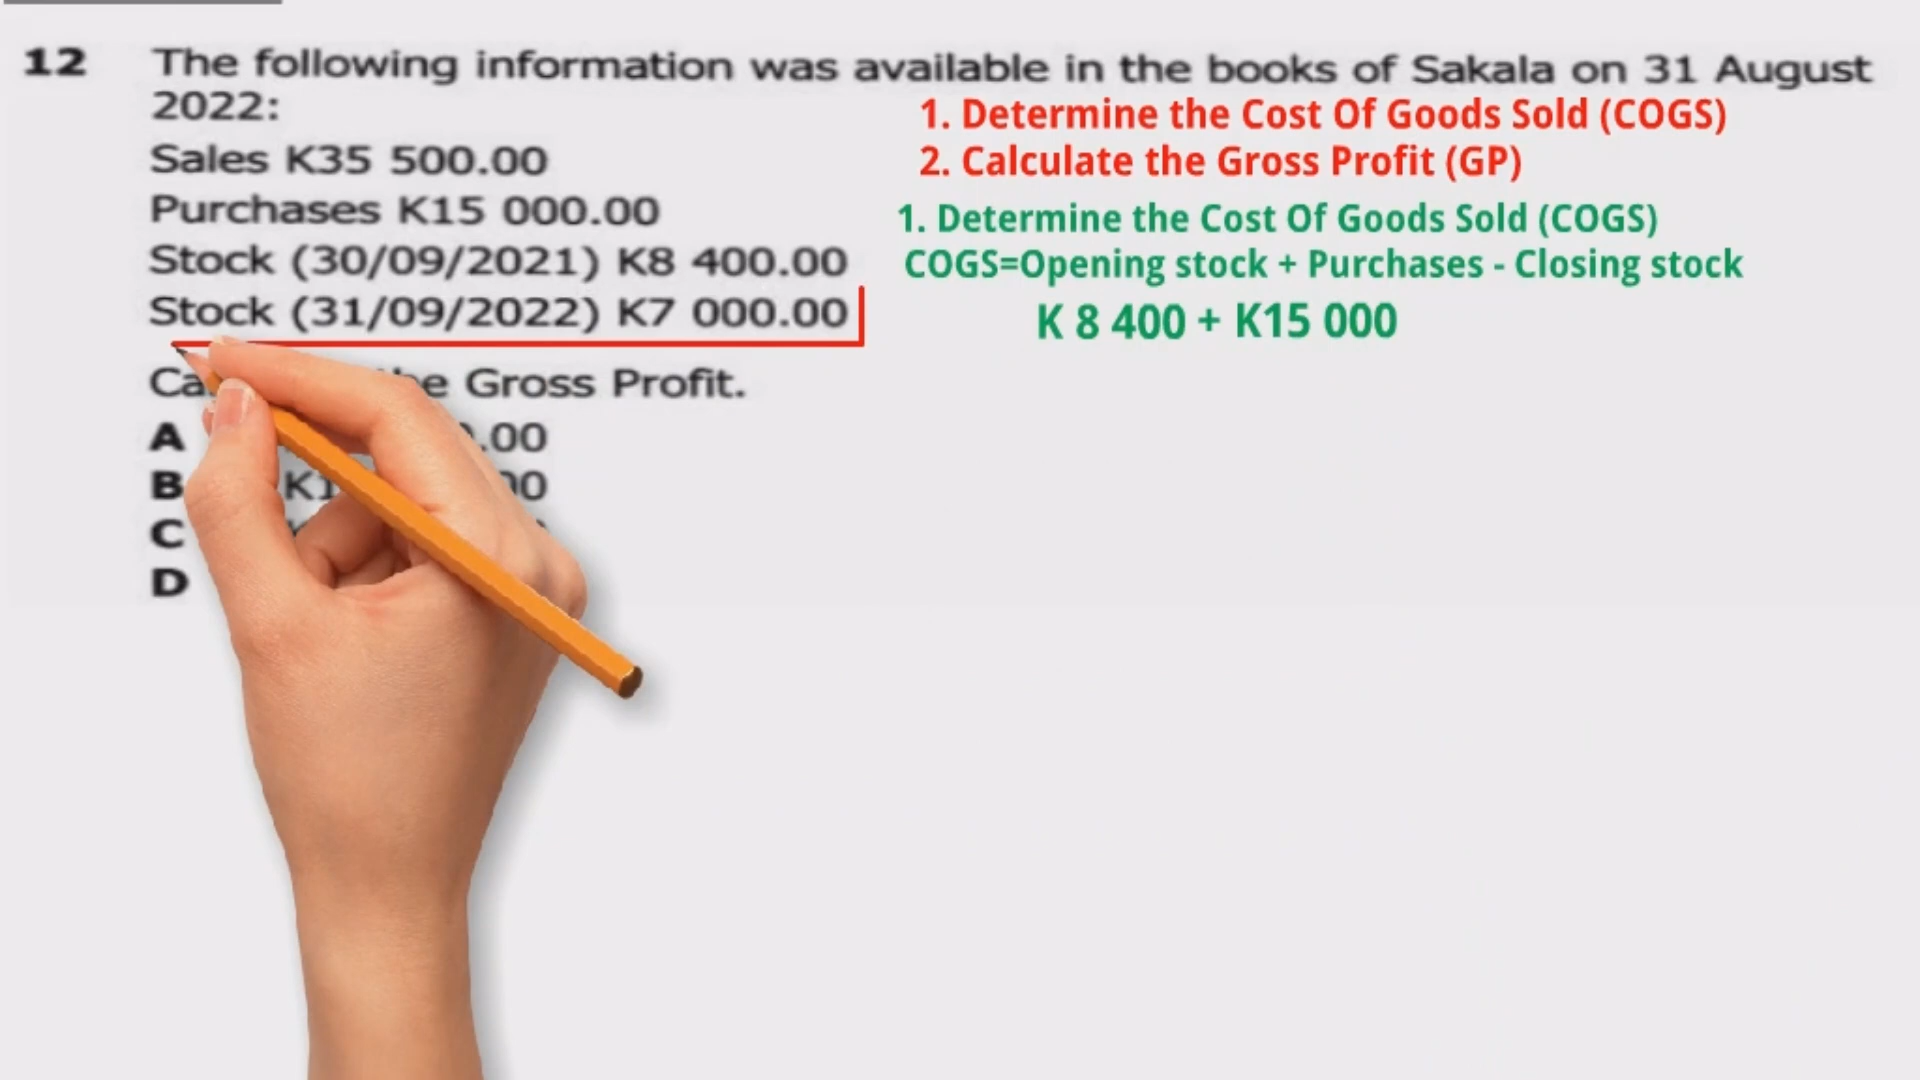 12 The following information was available in the books of Sakala on 31 August
2022:
1. Determine the Cost Of Goods Sold (COGS)
Sales K35 500.00
2. Calculate the Gross Profit (GP)
Purchases K15 000.00
1. Determine the Cost Of Goods Sold (COGS)
Stock (30/09/2021) K8 400.00
COGS=Opening stock + Purchases - Closing stock
Stock (31/09/2022) K7 000.00
K 8 400 + K15 000
Gross Profit.
A
B
C
D